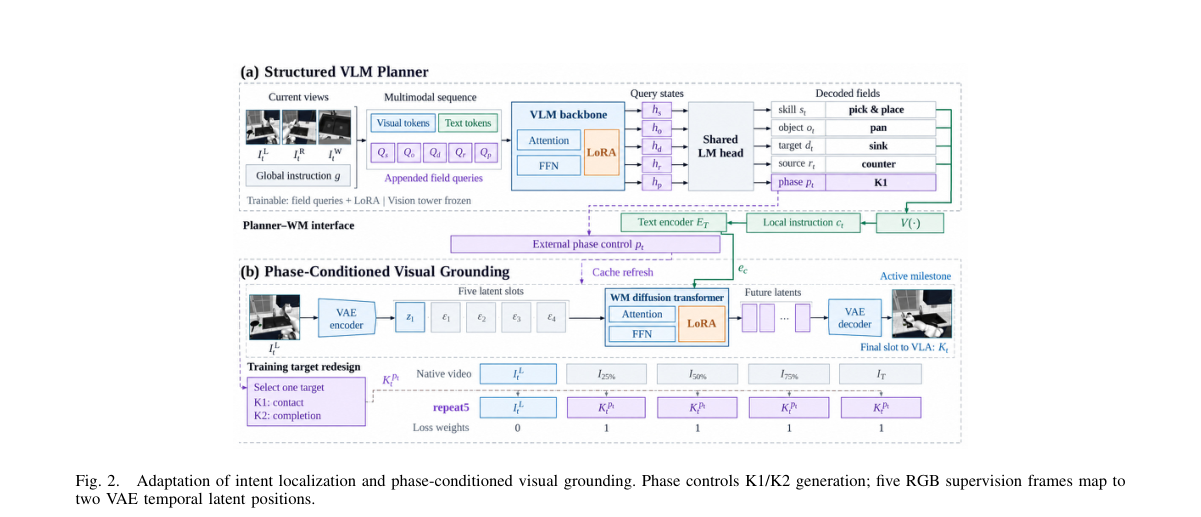 (a) Structured VLM Planner
Current views
Multimodal sequence
Query states
Decoded fields
Visual tokens
Text tokens
VLM backbone
Attention
FFN
LoRA
Shared
LM head
I_t^L I_t^R I_t^W
Global instruction g
Q_s Q_o Q_d Q_r Q_p
Appended field queries
h_s
h_o
h_d
h_r
h_p
skill s_t pick & place
object o_t pan
target d_t sink
source r_t counter
phase p_t K1
Trainable: field queries + LoRA | Vision tower frozen
Planner–WM interface
Text encoder E_T
Local instruction c_t
V(·)
External phase control p_t
(b) Phase-Conditioned Visual Grounding
Cache refresh
e_c
Active milestone
Five latent slots
WM diffusion transformer
Future latents
VAE
encoder
z_1 ε_1 ε_2 ε_3 ε_4
Attention
FFN
LoRA
...
VAE
decoder
I_t^L
Final slot to VLA: K_t
Training target redesign
Select one target
K1: contact
K2: completion
K_t^{p_t}
Native video I_t^L I_25% I_50% I_75% I_T
repeat5 I_t^L K_t^{p_t} K_t^{p_t} K_t^{p_t} K_t^{p_t}
Loss weights 0 1 1 1 1
Fig. 2. Adaptation of intent localization and phase-conditioned visual grounding. Phase controls K1/K2 generation; five RGB supervision frames map to
two VAE temporal latent positions.